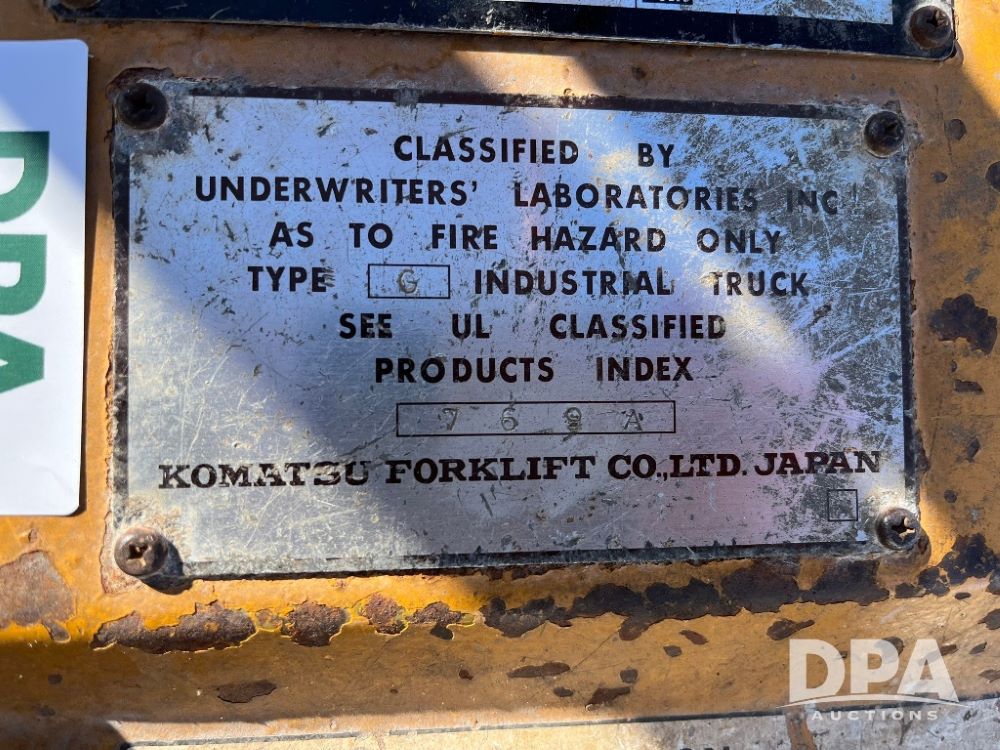 CLASSIFIED BY
UNDERWRITERS' LABORATORIES INC
AS TO FIRE HAZARD ONLY
TYPE G INDUSTRIAL TRUCK
SEE UL CLASSIFIED
PRODUCTS INDEX
769A
KOMATSU FORKLIFT CO.,LTD. JAPAN
DPA
DPA
AUCTIONS